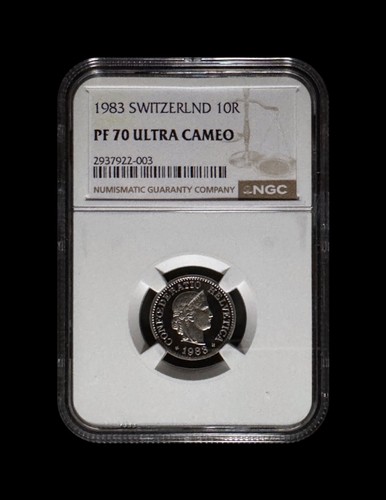 1983 SWITZERLND 10R
PF 70 ULTRA CAMEO
2937922-003
NUMISMATIC GUARANTY COMPANY NGC
CONFOEDERATIO HELVETICA
1983